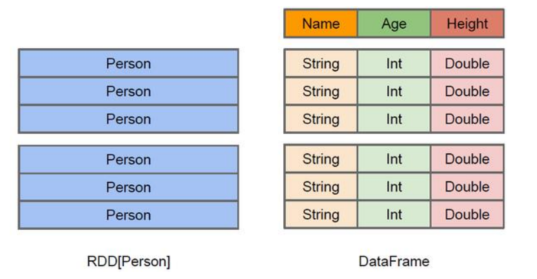 Name Age Height
Person String Int Double
Person String Int Double
Person String Int Double
Person String Int Double
Person String Int Double
Person String Int Double
RDD[Person] DataFrame